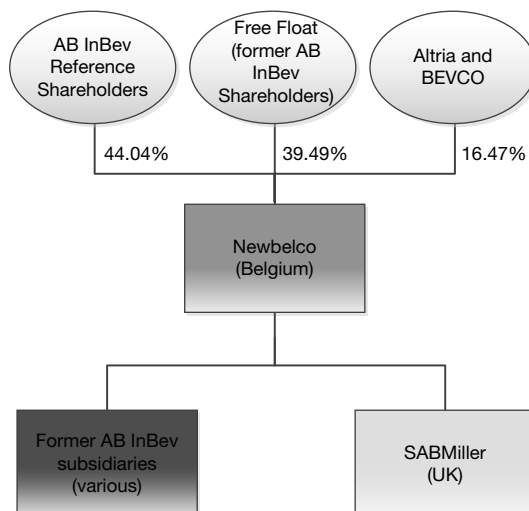 AB InBev
Reference
Shareholders
Free Float
(former AB
InBev
Shareholders)
Altria and
BEVCO
44.04%
39.49%
16.47%
Newbelco
(Belgium)
Former AB InBev
subsidiaries
(various)
SABMiller
(UK)